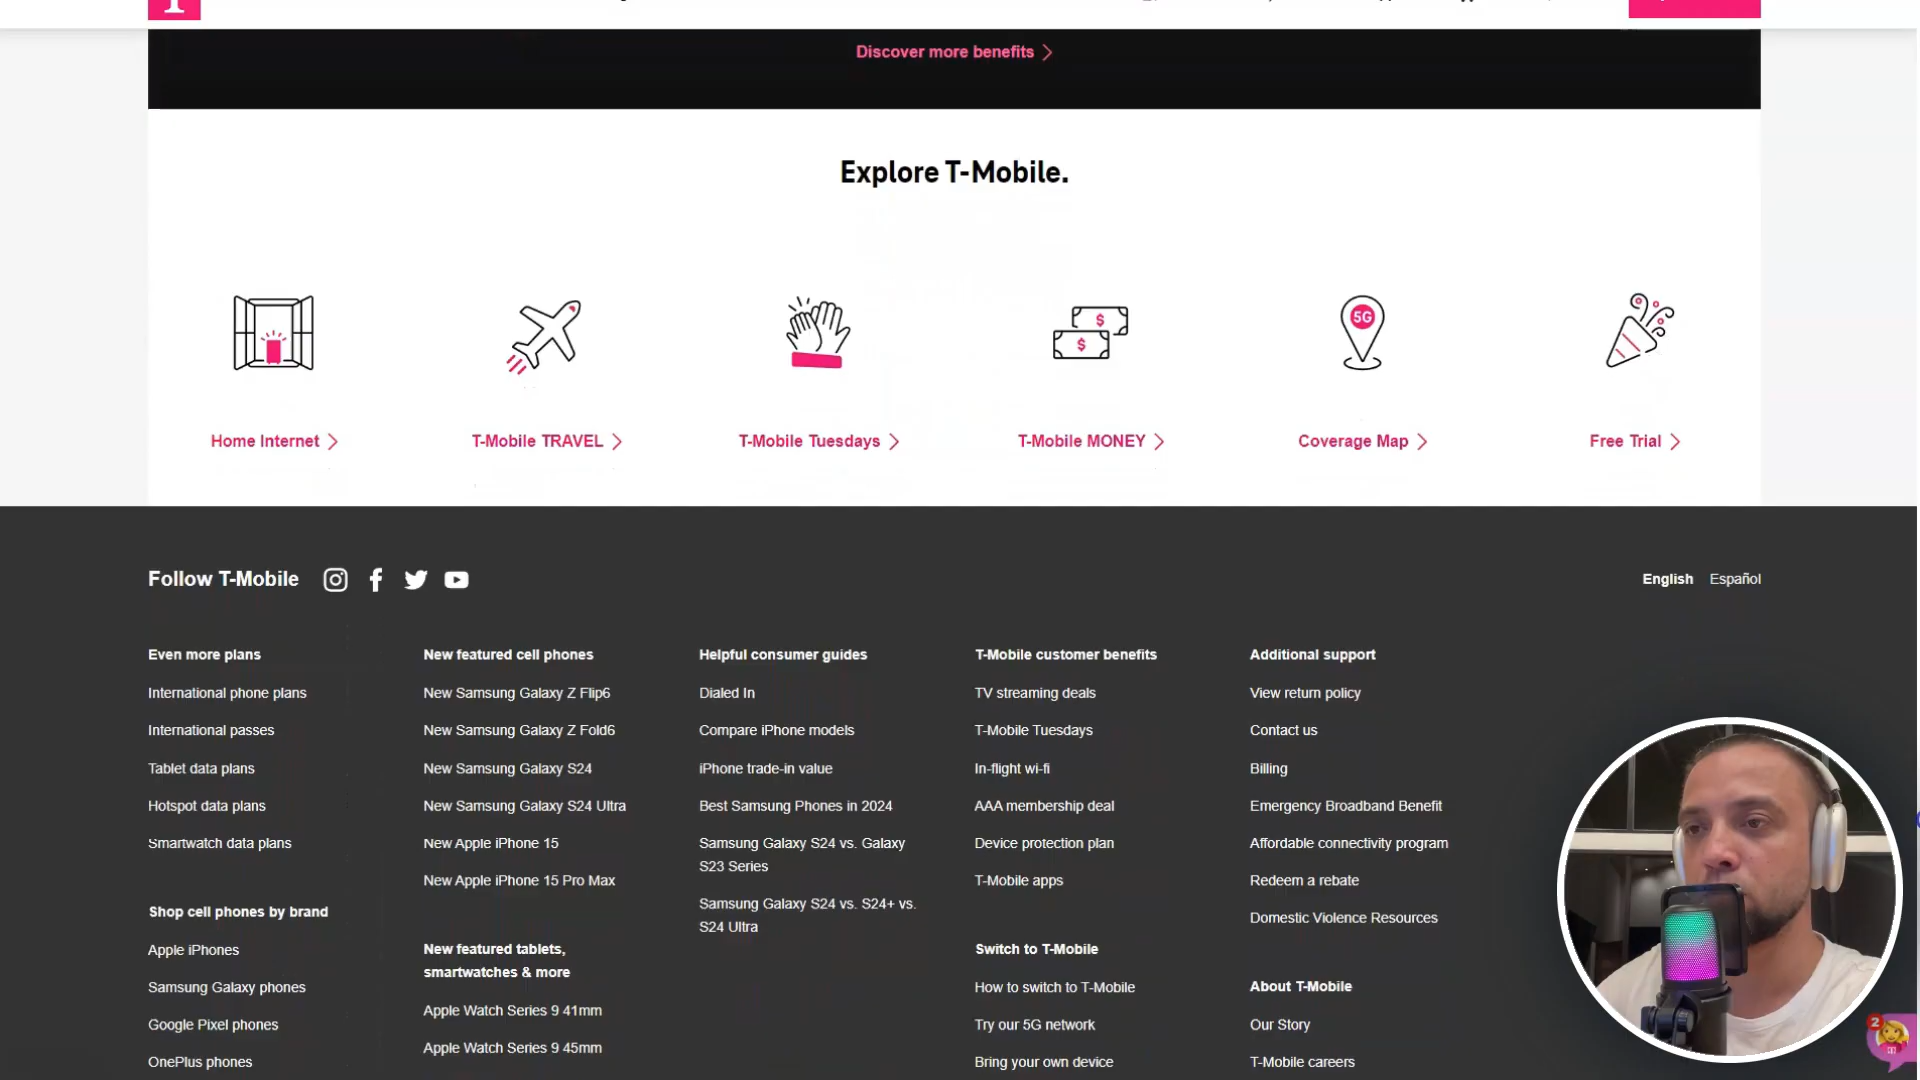 Discover more benefits
Explore T-Mobile.
$
$
5G
Home Internet
T-Mobile TRAVEL
T-Mobile Tuesdays
T-Mobile MONEY
Coverage Map
Free Trial
Follow T-Mobile
English
Español
Even more plans
International phone plans
International passes
Tablet data plans
Hotspot data plans
Smartwatch data plans
Shop cell phones by brand
Apple iPhones
Samsung Galaxy phones
Google Pixel phones
OnePlus phones
New featured cell phones
New Samsung Galaxy Z Flip6
New Samsung Galaxy Z Fold6
New Samsung Galaxy S24
New Samsung Galaxy S24 Ultra
New Apple iPhone 15
New Apple iPhone 15 Pro Max
New featured tablets,
smartwatches & more
Apple Watch Series 9 41mm
Apple Watch Series 9 45mm
Helpful consumer guides
Dialed In
Compare iPhone models
iPhone trade-in value
Best Samsung Phones in 2024
Samsung Galaxy S24 vs. Galaxy
S23 Series
Samsung Galaxy S24 vs. S24+ vs.
S24 Ultra
T-Mobile customer benefits
TV streaming deals
T-Mobile Tuesdays
In-flight wi-fi
AAA membership deal
Device protection plan
T-Mobile apps
Switch to T-Mobile
How to switch to T-Mobile
Try our 5G network
Bring your own device
Additional support
View return policy
Contact us
Billing
Emergency Broadband Benefit
Affordable connectivity program
Redeem a rebate
Domestic Violence Resources
About T-Mobile
Our Story
T-Mobile careers
2